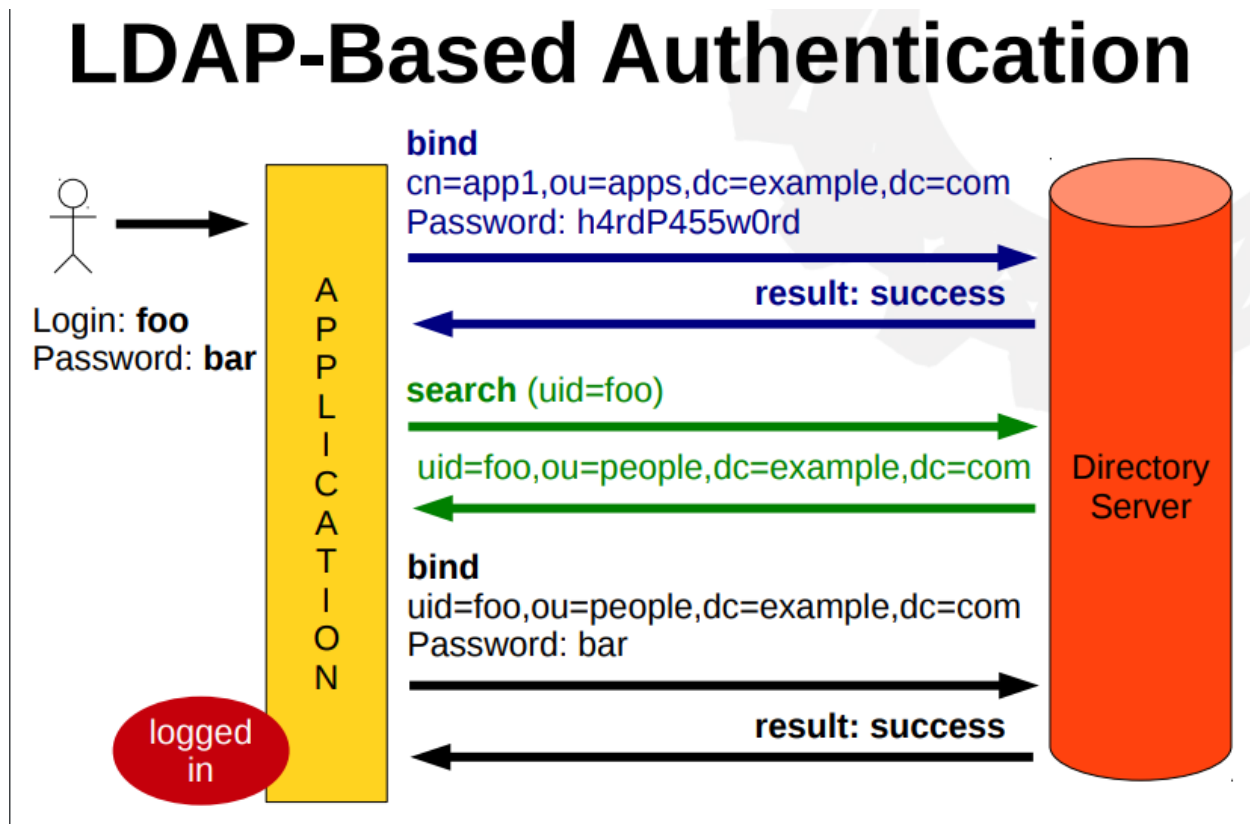 LDAP-Based Authentication
bind
cn=app1,ou=apps,dc=example,dc=com
Password: h4rdP455w0rd
result: success
Login: foo
Password: bar
APPLICATION
search (uid=foo)
uid=foo,ou=people,dc=example,dc=com
Directory
Server
bind
uid=foo,ou=people,dc=example,dc=com
Password: bar
result: success
logged
in